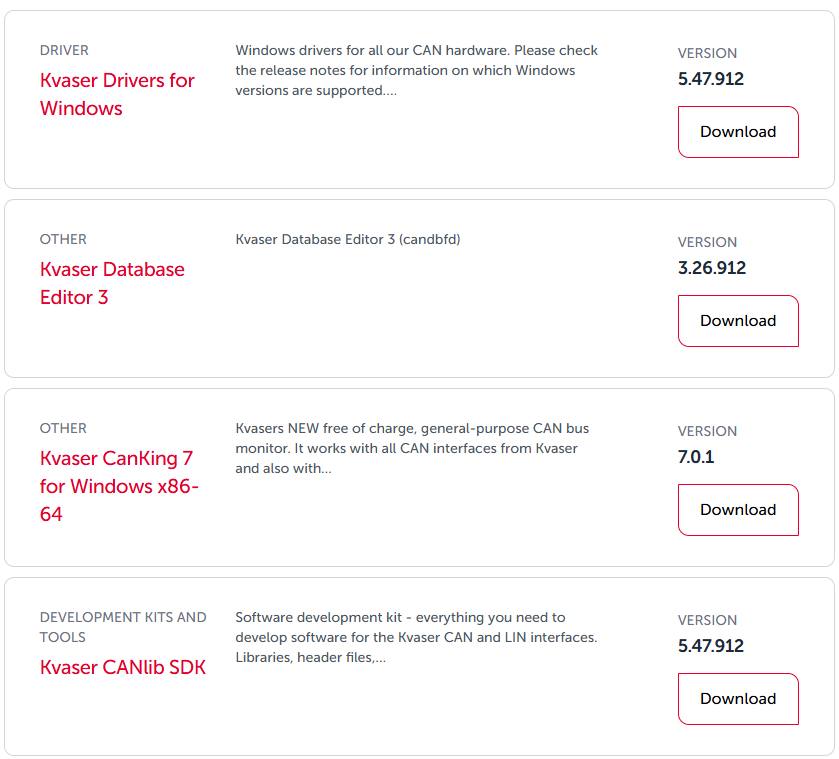 DRIVER
Kvaser Drivers for
Windows
Windows drivers for all our CAN hardware. Please check
the release notes for information on which Windows
versions are supported....
VERSION
5.47.912
Download
OTHER
Kvaser Database
Editor 3
Kvaser Database Editor 3 (candbfd)
VERSION
3.26.912
Download
OTHER
Kvaser CanKing 7
for Windows x86-
64
Kvasers NEW free of charge, general-purpose CAN bus
monitor. It works with all CAN interfaces from Kvaser
and also with...
VERSION
7.0.1
Download
DEVELOPMENT KITS AND
TOOLS
Kvaser CANlib SDK
Software development kit - everything you need to
develop software for the Kvaser CAN and LIN interfaces.
Libraries, header files,...
VERSION
5.47.912
Download